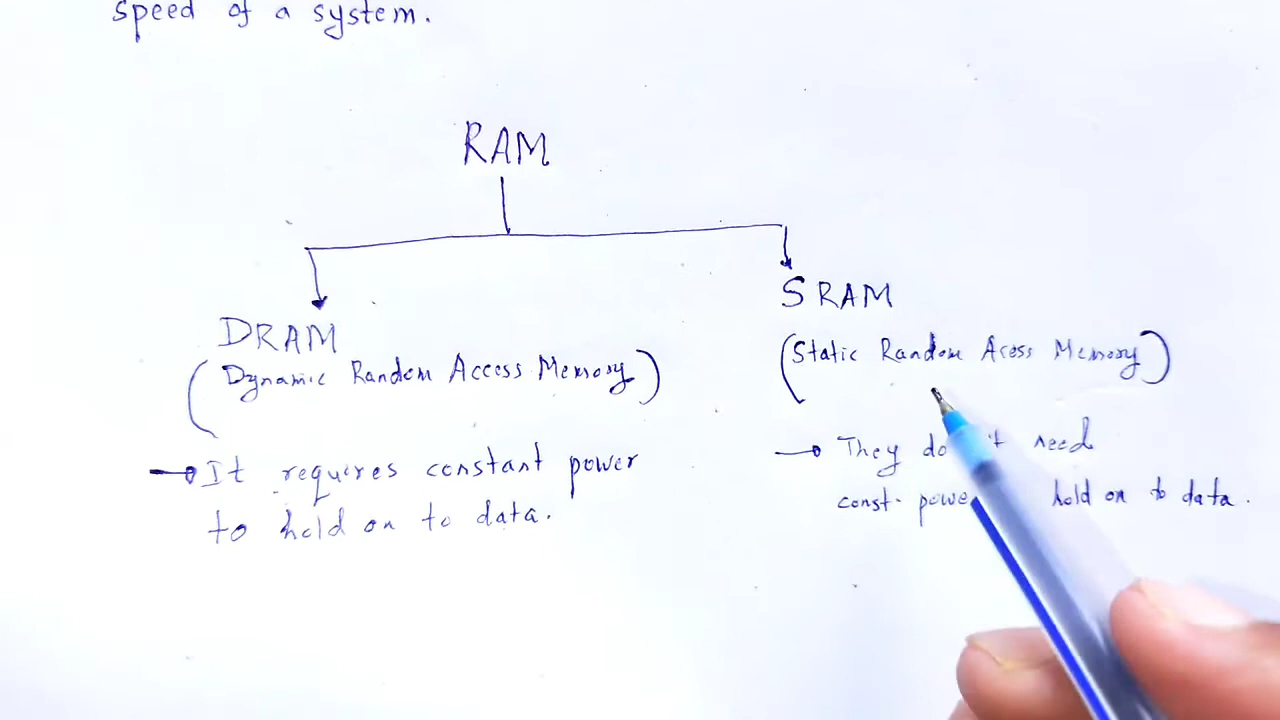 speed of a system.
RAM
DRAM
(Dynamic Random Access Memory)
→ It requires constant power
to hold on to data.
SRAM
(Static Random Acess Memory)
→ They need
const. hold on to data.